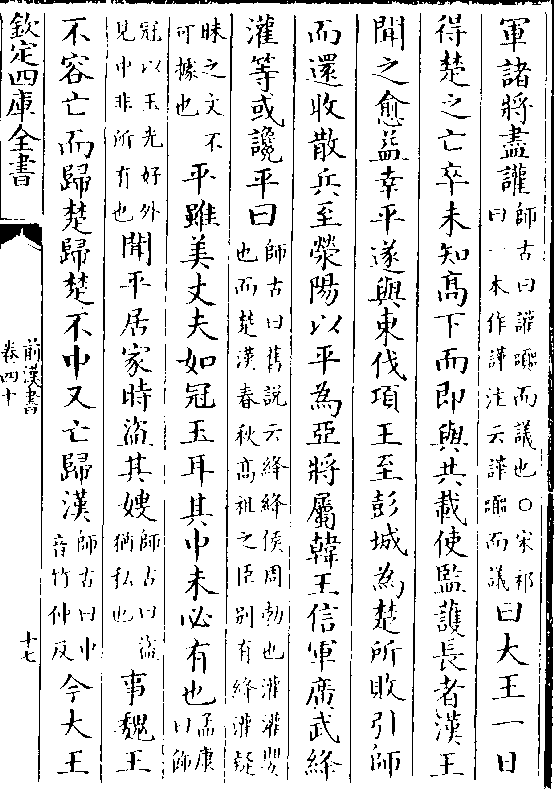 軍諸將盡讙師古曰讙嚻而議也〇宋祁曰一本作譁注云譁嚻而議曰大王一日
得楚之亡卒未知髙下而即與共載使監護長者漢王
聞之愈益幸平遂與東伐項王至彭城為楚所敗引師
而還收散兵至滎陽以平為亞將屬韓王信軍廣武絳
灌等或讒平曰師古曰舊說云絳絳侯周勃也灌灌嬰也而楚漢春秋髙祖之臣别有絳灌疑
昧之文不可據也平雖美丈夫如冠玉耳其中未必有也孟康曰飾
冠以玉光好外見中非所有也聞平居家時盜其嫂師古曰盜猶私也事魏王
不容亡而歸楚歸楚不中又亡歸漢師古曰中音竹仲反今大王
欽定四庫全書
前漢書
卷四十
十七